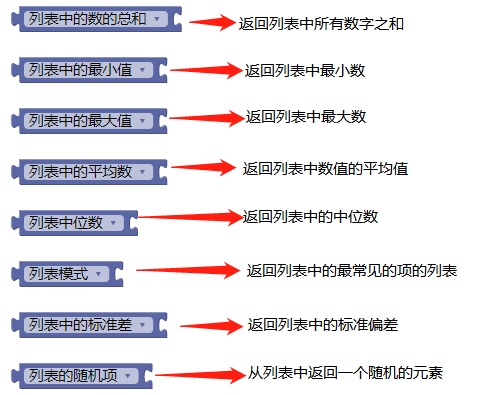 列表中的数的总和 返回列表中所有数字之和
列表中的最小值 返回列表中最小数
列表中的最大值 返回列表中最大数
列表中的平均数 返回列表中数值的平均值
列表中位数 返回列表中的中位数
列表模式 返回列表中的最常见的项的列表
列表中的标准差 返回列表中的标准偏差
列表的随机项 从列表中返回一个随机的元素